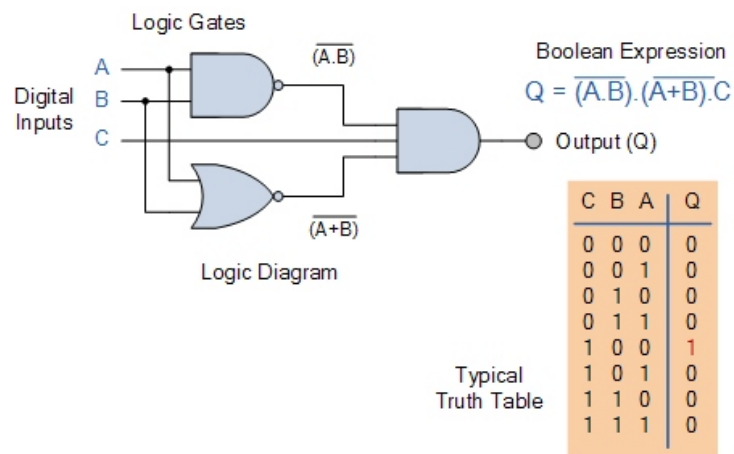 Logic Gates
A
B
C
Digital
Inputs
(A̅.̅B̅)
(A̅+̅B̅)
Logic Diagram
Boolean Expression
Q = (A̅.̅B̅).(A̅+̅B̅).C
Output (Q)
C B A Q
0 0 0 0
0 0 1 0
0 1 0 0
0 1 1 0
1 0 0 1
1 0 1 0
1 1 0 0
1 1 1 0
Typical
Truth Table